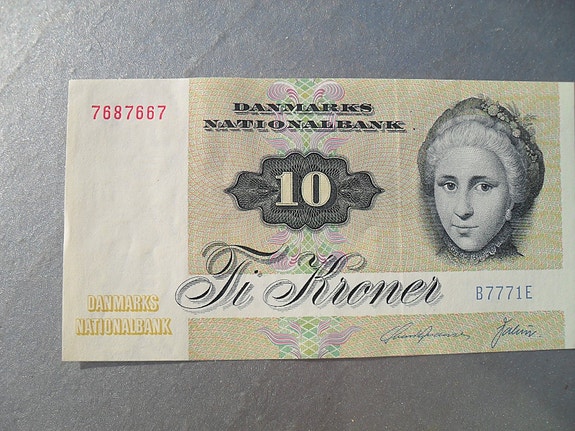 7687667
DANMARKS
NATIONALBANK
10
Ti Kroner
B7771E
DANMARKS
NATIONALBANK